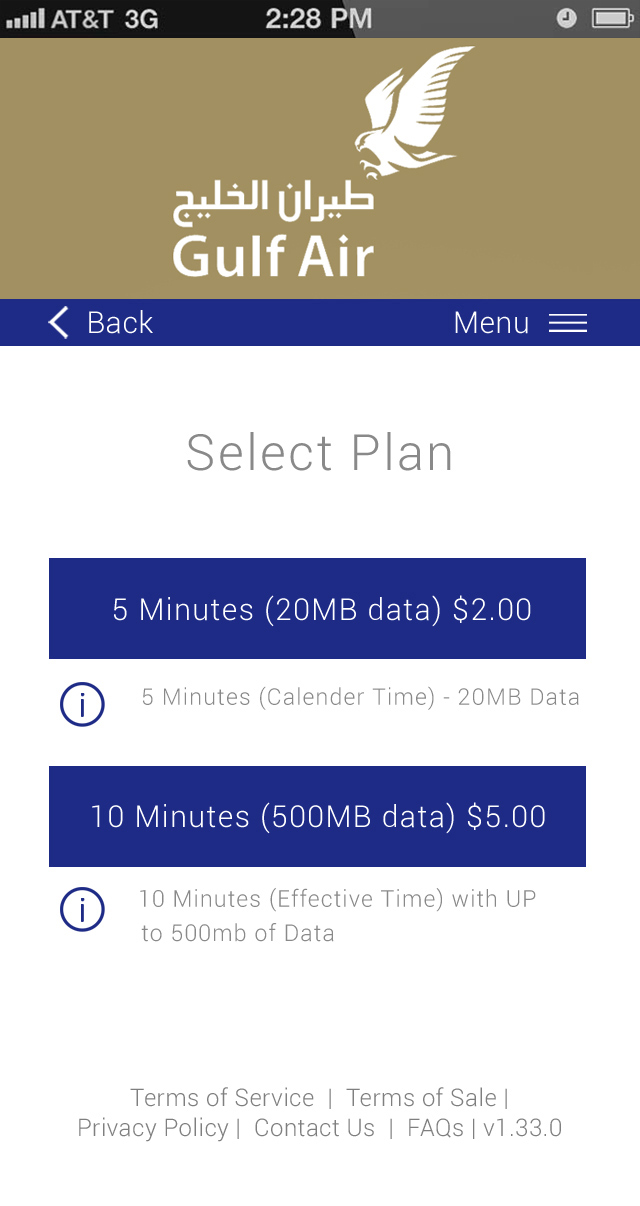 AT&T 3G 2:28 PM
طيران الخليج
Gulf Air
Back Menu
Select Plan
5 Minutes (20MB data) $2.00
i 5 Minutes (Calender Time) - 20MB Data
10 Minutes (500MB data) $5.00
i 10 Minutes (Effective Time) with UP
to 500mb of Data
Terms of Service | Terms of Sale |
Privacy Policy | Contact Us | FAQs | v1.33.0